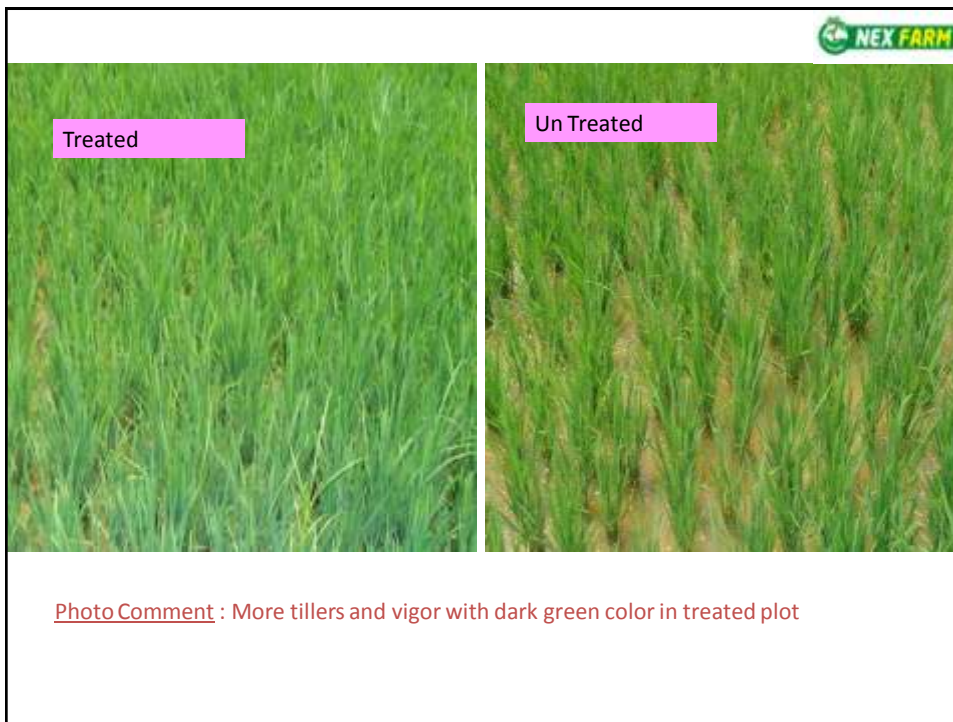 NEX FARM
Treated
Un Treated
Photo Comment : More tillers and vigor with dark green color in treated plot